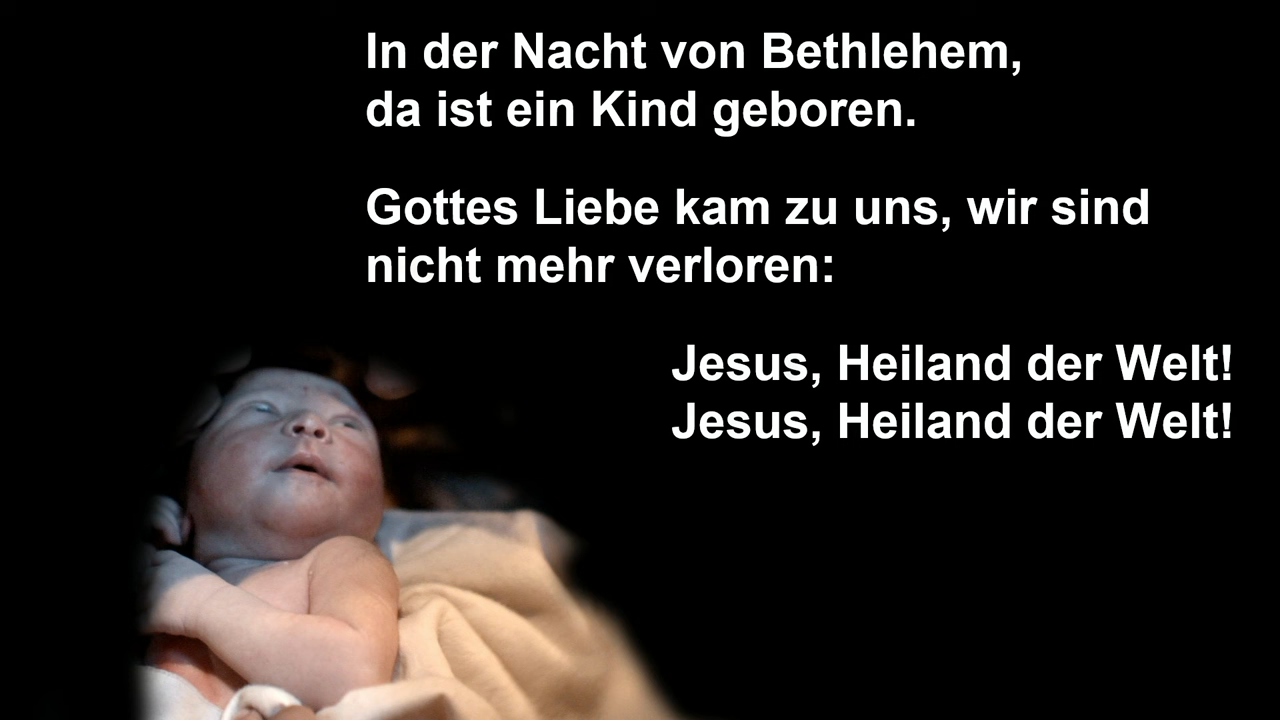 In der Nacht von Bethlehem,
da ist ein Kind geboren.
Gottes Liebe kam zu uns, wir sind
nicht mehr verloren:
Jesus, Heiland der Welt!
Jesus, Heiland der Welt!